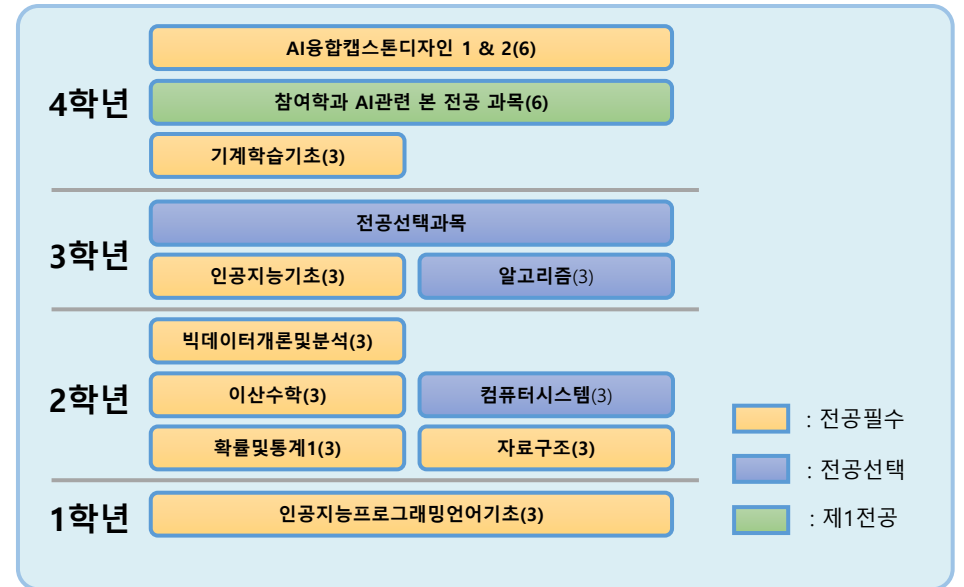 AI융합캡스톤디자인 1 & 2(6)
4학년
참여학과 AI관련 본 전공 과목(6)
기계학습기초(3)
전공선택과목
3학년
인공지능기초(3)
알고리즘(3)
빅데이터개론및분석(3)
2학년
이산수학(3)
컴퓨터시스템(3)
확률및통계1(3)
자료구조(3)
1학년
인공지능프로그래밍언어기초(3)
: 전공필수
: 전공선택
: 제1전공